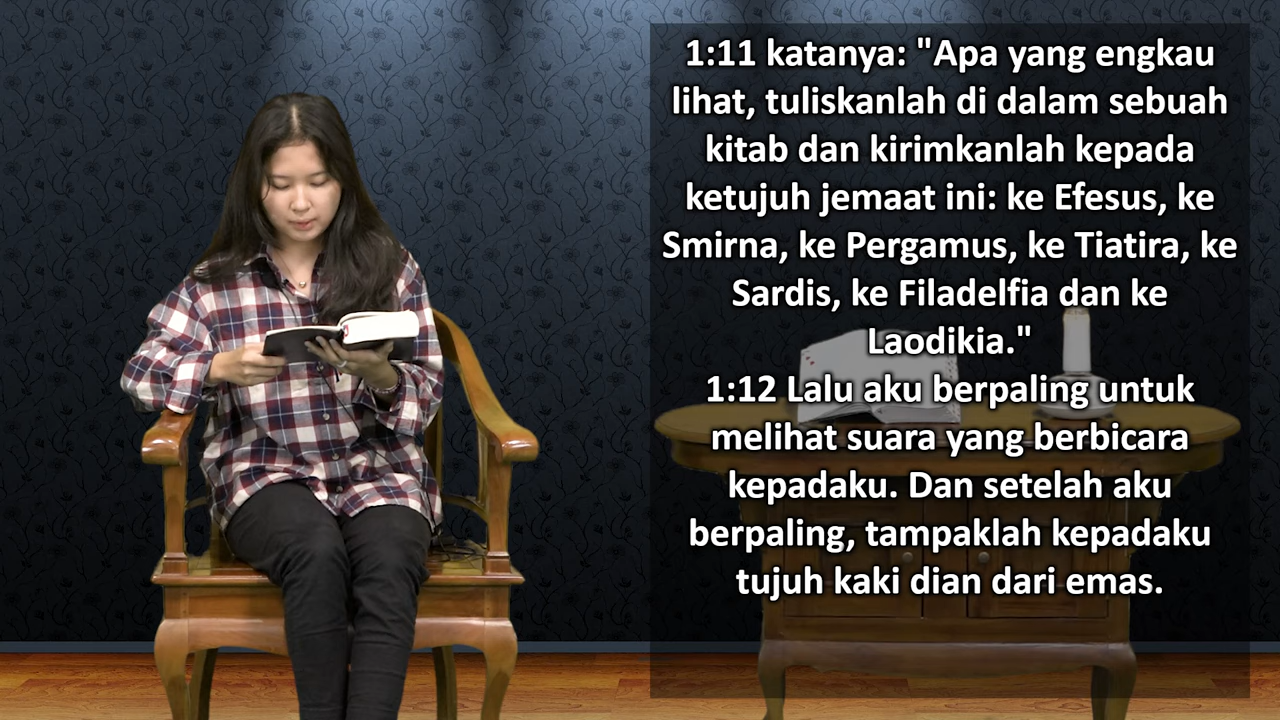 1:11 katanya: "Apa yang engkau
lihat, tuliskanlah di dalam sebuah
kitab dan kirimkanlah kepada
ketujuh jemaat ini: ke Efesus, ke
Smirna, ke Pergamus, ke Tiatira, ke
Sardis, ke Filadelfia dan ke
Laodikia."
1:12 Lalu aku berpaling untuk
melihat suara yang berbicara
kepadaku. Dan setelah aku
berpaling, tampaklah kepadaku
tujuh kaki dian dari emas.